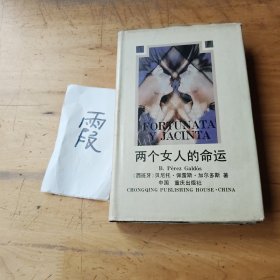 雨
段
FORTUNATA
Y JACINTA
两个女人的命运
B. Pérez Galdós
〔西班牙〕贝尼托·佩雷斯·加尔多斯 著
中国 重庆出版社
CHONGQING PUBLISHING HOUSE·CHINA